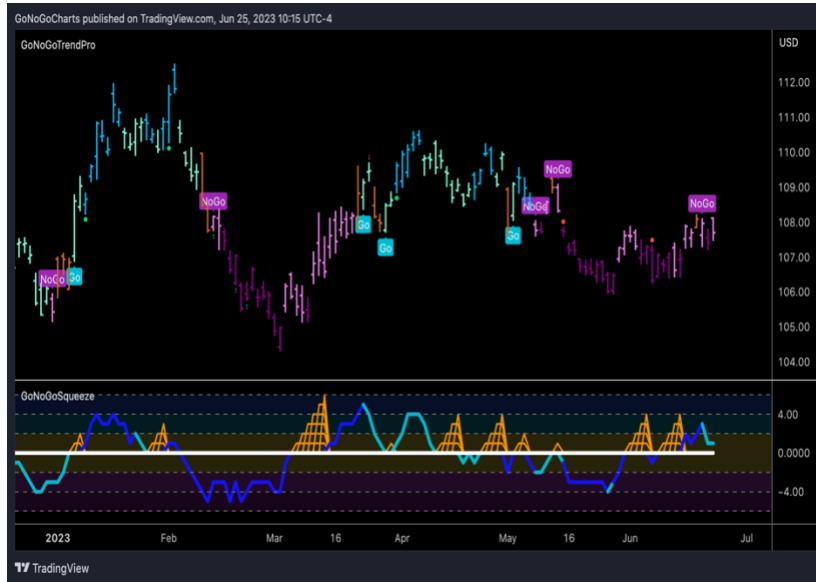 GoNoGoCharts published on TradingView.com, Jun 25, 2023 10:15 UTC-4
GoNoGoTrendPro
USD
112.00
111.00
110.00
109.00
108.00
107.00
106.00
105.00
104.00
NoGo
Go
NoGo
Go
Go
Go
NoGo
NoGo
NoGo
GoNoGoSqueeze
4.00
0.0000
−4.00
2023 Feb Mar 16 Apr May 16 Jun Jul
TradingView